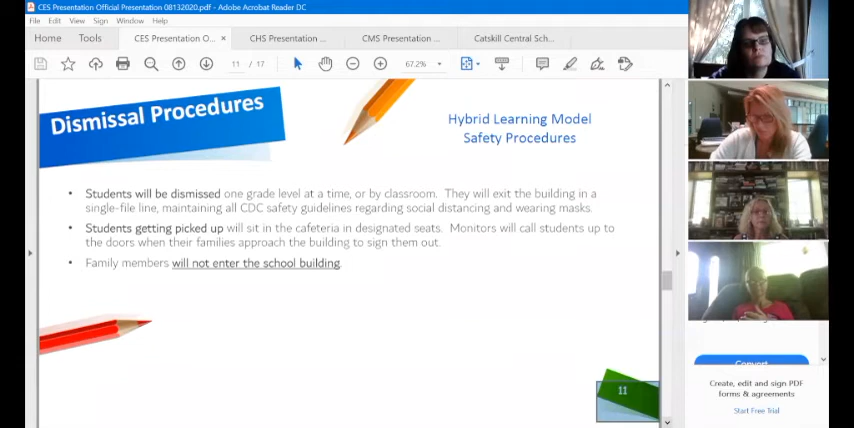 CES Presentation Official Presentation 08132020.pdf - Adobe Acrobat Reader DC
File Edit View Sign Window Help
Home Tools CES Presentation O... × CHS Presentation ... CMS Presentation ... Catskill Central Sch...
11 / 17 67.2%
Dismissal Procedures
Hybrid Learning Model
Safety Procedures
• Students will be dismissed one grade level at a time, or by classroom. They will exit the building in a
single-file line, maintaining all CDC safety guidelines regarding social distancing and wearing masks.
• Students getting picked up will sit in the cafeteria in designated seats. Monitors will call students up to
the doors when their families approach the building to sign them out.
• Family members will not enter the school building.
11
Convert
Create, edit and sign PDF
forms & agreements
Start Free Trial